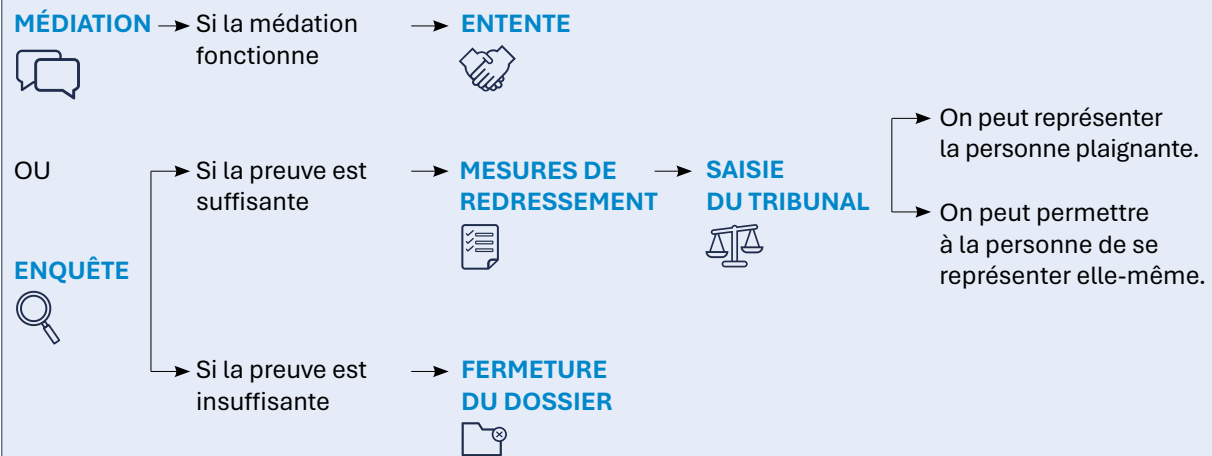 MÉDIATION
Si la médation
fonctionne
ENTENTE
OU
ENQUÊTE
Si la preuve est
suffisante
MESURES DE
REDRESSEMENT
SAISIE
DU TRIBUNAL
On peut représenter
la personne plaignante.
On peut permettre
à la personne de se
représenter elle-même.
Si la preuve est
insuffisante
FERMETURE
DU DOSSIER